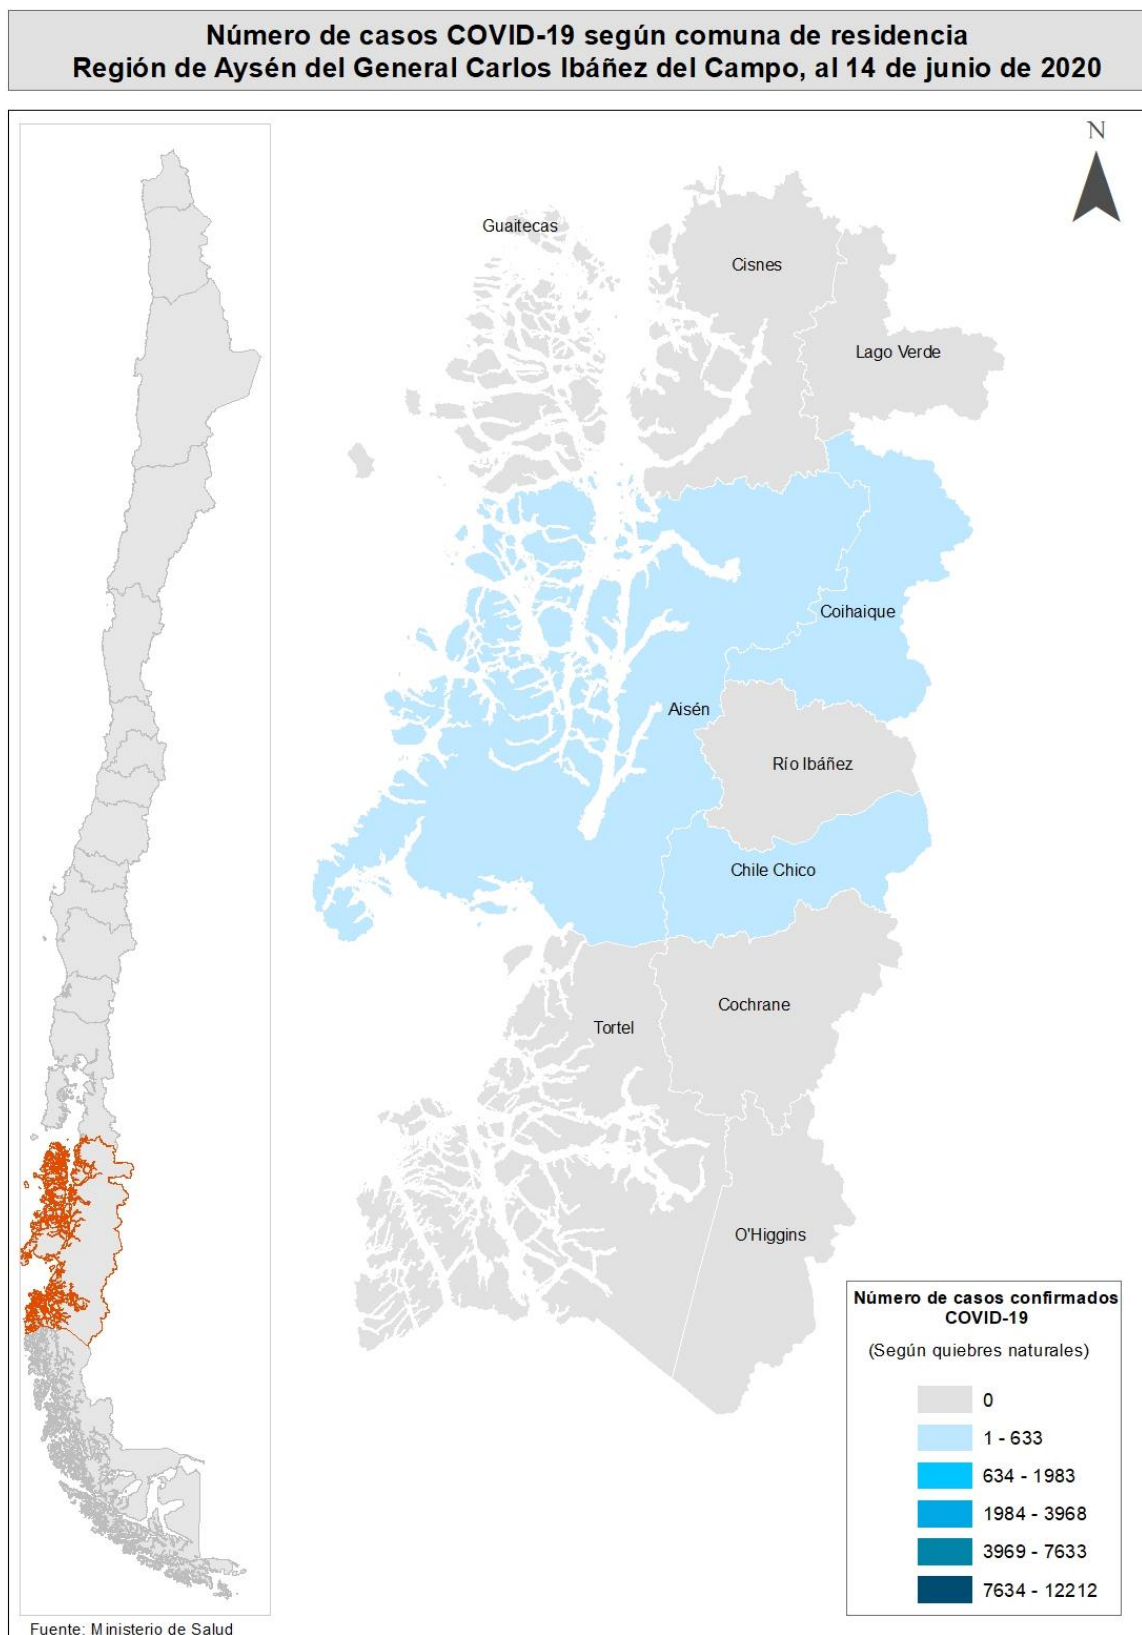 Número de casos COVID-19 según comuna de residencia
Región de Aysén del General Carlos Ibáñez del Campo, al 14 de junio de 2020
N
Guaitecas
Cisnes
Lago Verde
Coihaique
Aisén
Río Ibáñez
Chile Chico
Cochrane
Tortel
O'Higgins
Número de casos confirmados
COVID-19
(Según quiebres naturales)
0
1 - 633
634 - 1983
1984 - 3968
3969 - 7633
7634 - 12212
Fuente: Ministerio de Salud